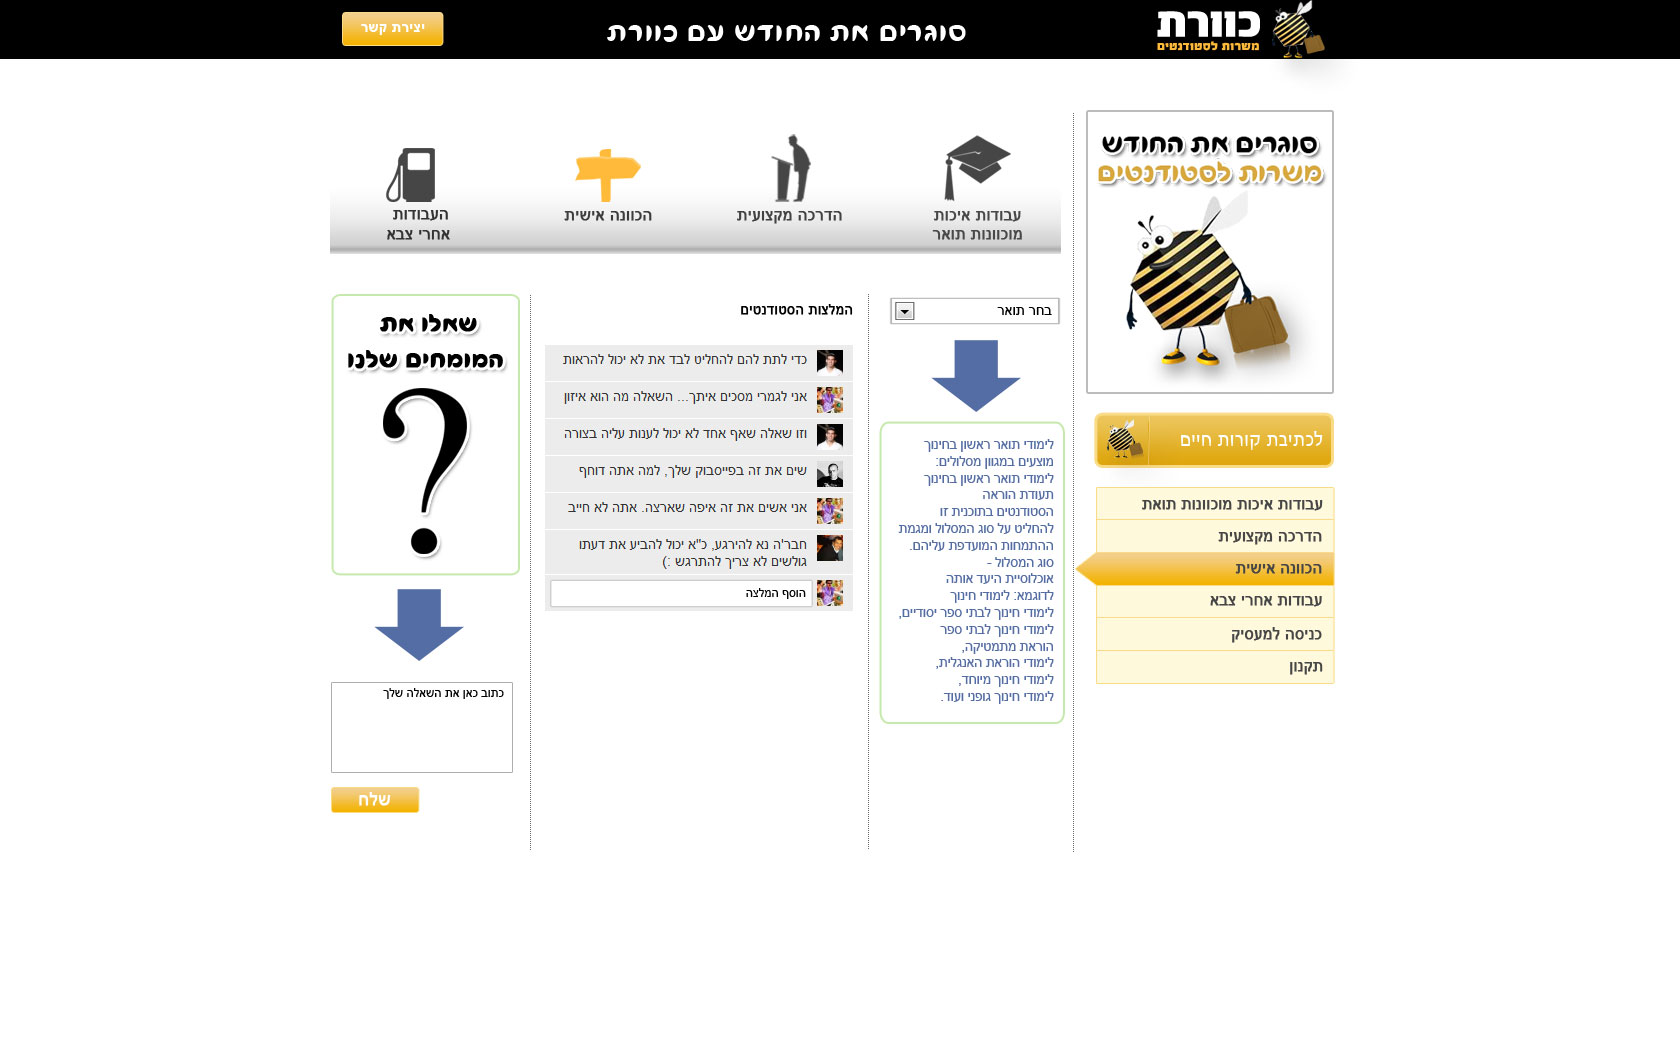 כוורת
משרות לסטודנטים
סוגרים את החודש עם כוורת
יצירת קשר
סוגרים את החודש
משרות לסטודנטים
לכתיבת קורות חיים
עבודות איכות מוכוונות תואת
הדרכה מקצועית
הכוונה אישית
עבודות אחרי צבא
כניסה למעסיק
תקנון
עבודות איכות
מוכוונות תואר
הדרכה מקצועית
הכוונה אישית
העבודות
אחרי צבא
בחר תואר
לימודי תואר ראשון בחינוך
מוצעים במגוון מסלולים:
לימודי תואר ראשון בחינוך
תעודת הוראה
הסטודנטים בתוכנית זו
להחליט על סוג המסלול ומגמת
ההתמחות המועדפת עליהם.
סוג המסלול -
אוכלוסיית היעד אותה
לדוגמא: לימודי חינוך
לימודי חינוך לבתי ספר יסודיים,
לימודי חינוך לבתי ספר
הוראת מתמטיקה,
לימודי הוראת האנגלית,
לימודי חינוך מיוחד,
לימודי חינוך גופני ועוד.
המלצות הסטודנטים
כדי לתת להם להחליט לבד את לא יכול להראות
אני לגמרי מסכים איתך... השאלה מה הוא איזון
וזו שאלה שאף אחד לא יכול לענות עליה בצורה
שים את זה בפייסבוק שלך, למה אתה דוחף
אני אשים את זה איפה שארצה. אתה לא חייב
חבר'ה נא להירגע, כ"א יכול להביע את דעתו
גולשים לא צריך להתרגש :)
הוסף המלצה
שאלו את
המומחים שלנו
?
כתוב כאן את השאלה שלך
שלח